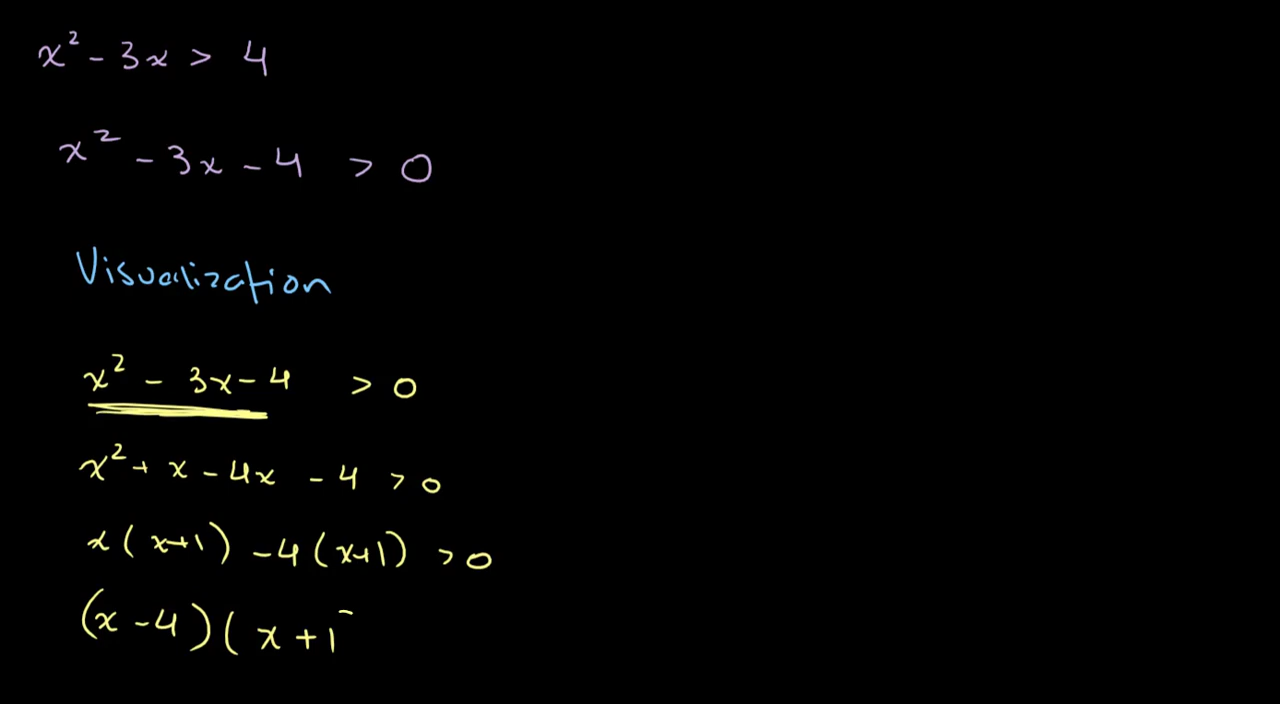 x² - 3x > 4
x² - 3x - 4 > 0
Visualization
x² - 3x - 4 > 0
x² + x - 4x - 4 > 0
x(x+1) - 4(x+1) > 0
(x - 4)(x + 1